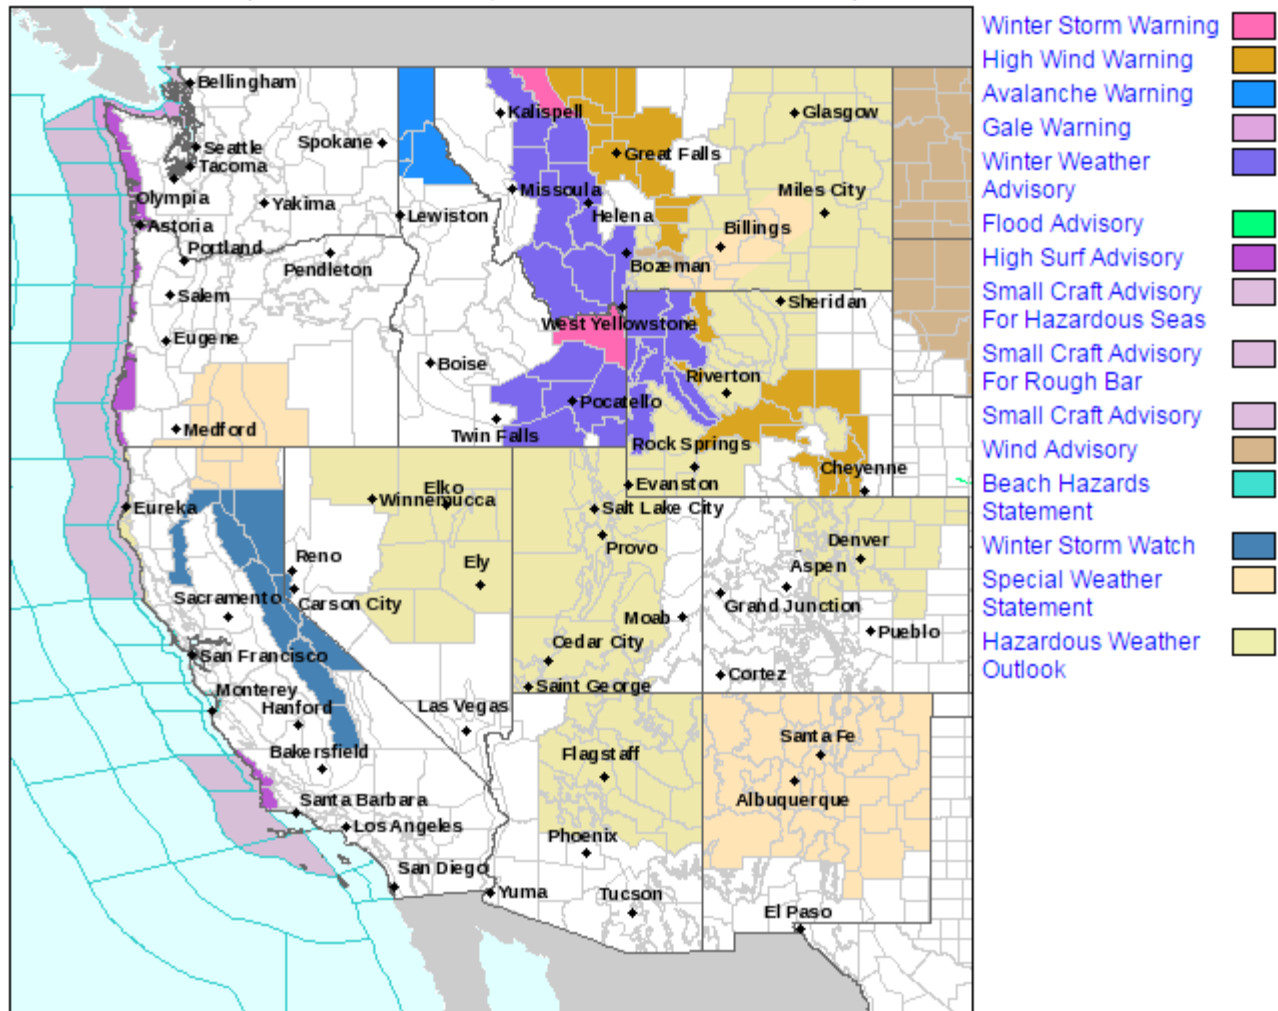 Bellingham
Kalispell
Glasgow
Spokane
Seattle
Great Falls
Tacoma
Olympia
Missoula
Miles City
Yakima
Lewiston
Helena
Astoria
Billings
Portland
Pendleton
Bozeman
Salem
Sheridan
West Yellowstone
Eugene
Boise
Riverton
Pocatello
Medford
Twin Falls
Rock Springs
Cheyenne
Elko
Evanston
Winnemucca
Eureka
Salt Lake City
Provo
Denver
Reno
Ely
Aspen
Sacramento
Carson City
Grand Junction
Moab
Pueblo
Cedar City
San Francisco
Cortez
Saint George
Monterey
Hanford
Las Vegas
Santa Fe
Bakersfield
Flagstaff
Albuquerque
Santa Barbara
Los Angeles
Phoenix
San Diego
Yuma
Tucson
El Paso
Winter Storm Warning
High Wind Warning
Avalanche Warning
Gale Warning
Winter Weather
Advisory
Flood Advisory
High Surf Advisory
Small Craft Advisory
For Hazardous Seas
Small Craft Advisory
For Rough Bar
Small Craft Advisory
Wind Advisory
Beach Hazards
Statement
Winter Storm Watch
Special Weather
Statement
Hazardous Weather
Outlook